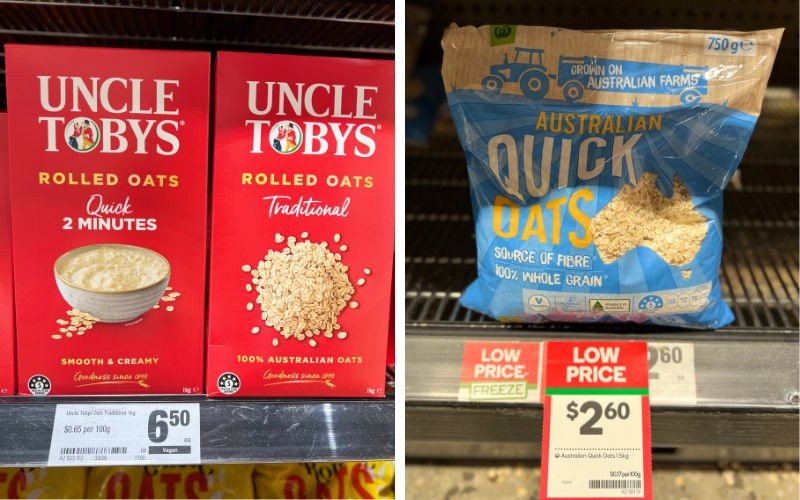 UNCLE
TOBYS®
ROLLED OATS
Quick
2 MINUTES
SMOOTH & CREAMY
Goodness since 1893
1kg e
UNCLE
TOBYS®
ROLLED OATS
Traditional
100% AUSTRALIAN OATS
Goodness since 1893
1kg e
Uncle Tobys Oats Traditional 1kg
$0.65 per 100g
6 50
Vegan
OATS
OATS
750g e
GROWN ON
AUSTRALIAN FARMS
AUSTRALIAN
QUICK
OATS
SOURCE OF FIBRE
100% WHOLE GRAIN
Product of
Australia
LOW
PRICE
FREEZE
LOW
PRICE
$2 60
Australian Quick Oats 1.5kg
$0.17 per 100g
2 60